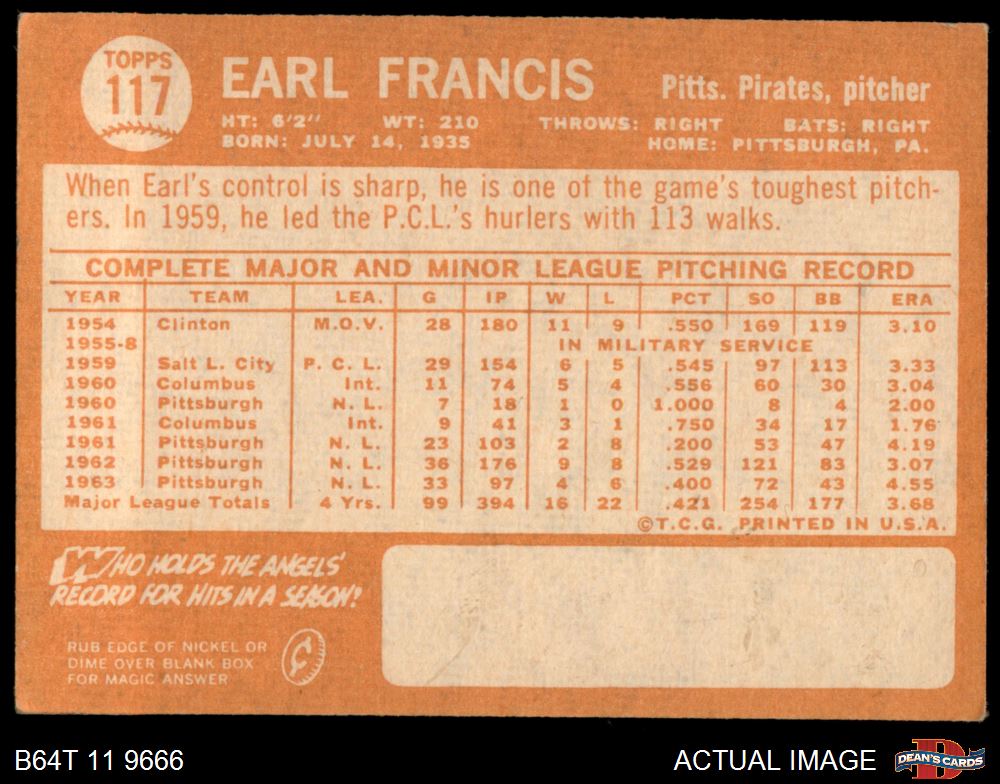 TOPPS
117
EARL FRANCIS
Pitts. Pirates, pitcher
HT: 6'2" WT: 210 THROWS: RIGHT BATS: RIGHT
BORN: JULY 14, 1935 HOME: PITTSBURGH, PA.
When Earl's control is sharp, he is one of the game's toughest pitch-
ers. In 1959, he led the P.C.L.'s hurlers with 113 walks.
COMPLETE MAJOR AND MINOR LEAGUE PITCHING RECORD
YEAR TEAM LEA. G IP W L PCT SO BB ERA
1954 Clinton M.O.V. 28 180 11 9 .550 169 119 3.10
1955-8 IN MILITARY SERVICE
1959 Salt L. City P. C. L. 29 154 6 5 .545 97 113 3.33
1960 Columbus Int. 11 74 5 4 .556 60 30 3.04
1960 Pittsburgh N. L. 7 18 1 0 1.000 8 4 2.00
1961 Columbus Int. 9 41 3 1 .750 34 17 1.76
1961 Pittsburgh N. L. 23 103 2 8 .200 53 47 4.19
1962 Pittsburgh N. L. 36 176 9 8 .529 121 83 3.07
1963 Pittsburgh N. L. 33 97 4 6 .400 72 43 4.55
Major League Totals 4 Yrs. 99 394 16 22 .421 254 177 3.68
©T.C.G. PRINTED IN U.S.A.
WHO HOLDS THE ANGELS'
RECORD FOR HITS IN A SEASON?
RUB EDGE OF NICKEL OR
DIME OVER BLANK BOX
FOR MAGIC ANSWER
B64T 11 9666
ACTUAL IMAGE
DEAN'S CARDS